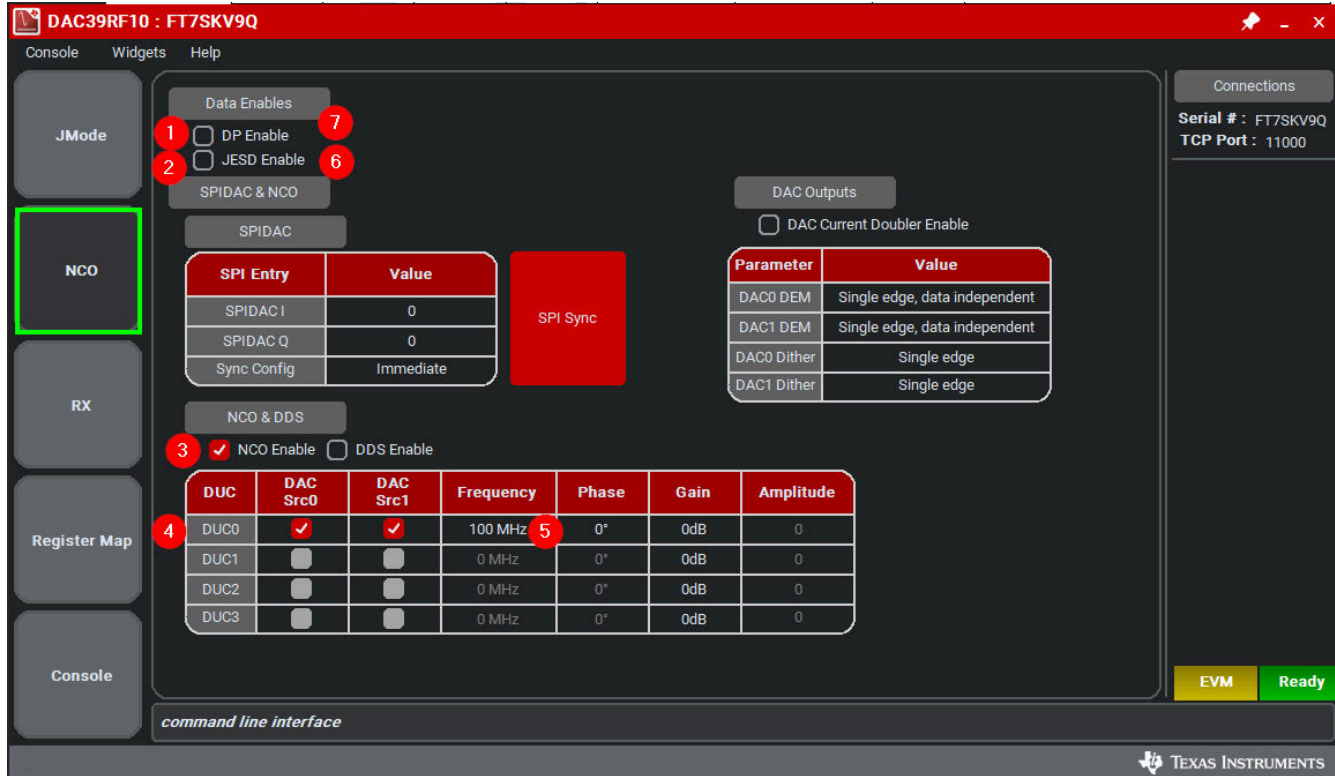 DAC39RF10 : FT7SKV9Q
Console Widgets Help
JMode
NCO
RX
Register Map
Console
Data Enables
7
1 DP Enable
2 JESD Enable 6
SPIDAC & NCO
SPIDAC
SPI Entry Value
SPIDAC I 0
SPIDAC Q 0
Sync Config Immediate
SPI Sync
DAC Outputs
DAC Current Doubler Enable
Parameter Value
DAC0 DEM Single edge, data independent
DAC1 DEM Single edge, data independent
DAC0 Dither Single edge
DAC1 Dither Single edge
NCO & DDS
3 NCO Enable DDS Enable
DUC DAC Src0 DAC Src1 Frequency Phase Gain Amplitude
4 DUC0 100 MHz 5 0° 0dB 0
DUC1 0 MHz 0° 0dB 0
DUC2 0 MHz 0° 0dB 0
DUC3 0 MHz 0° 0dB 0
Connections
Serial # : FT7SKV9Q
TCP Port : 11000
EVM Ready
command line interface
TEXAS INSTRUMENTS